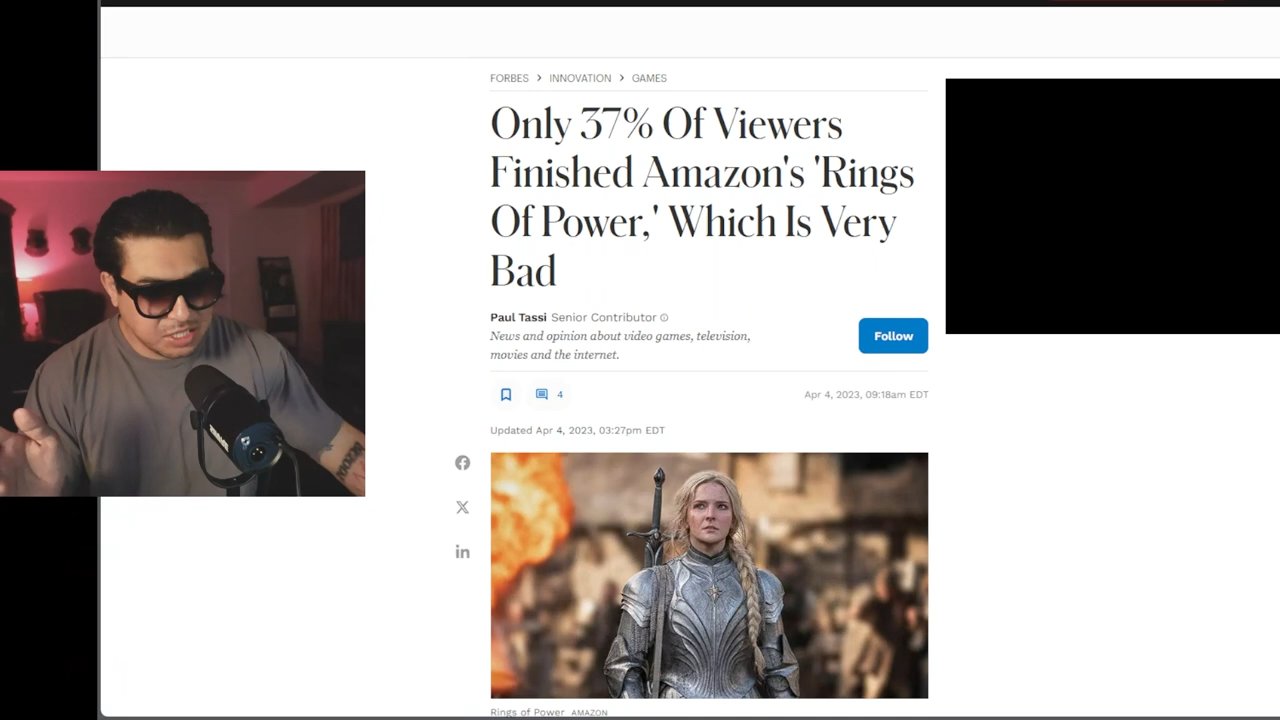 FORBES > INNOVATION > GAMES
Only 37% Of Viewers
Finished Amazon's 'Rings
Of Power,' Which Is Very
Bad
Paul Tassi Senior Contributor
News and opinion about video games, television,
movies and the internet.
Follow
4
Apr 4, 2023, 09:18am EDT
Updated Apr 4, 2023, 03:27pm EDT
Rings of Power AMAZON